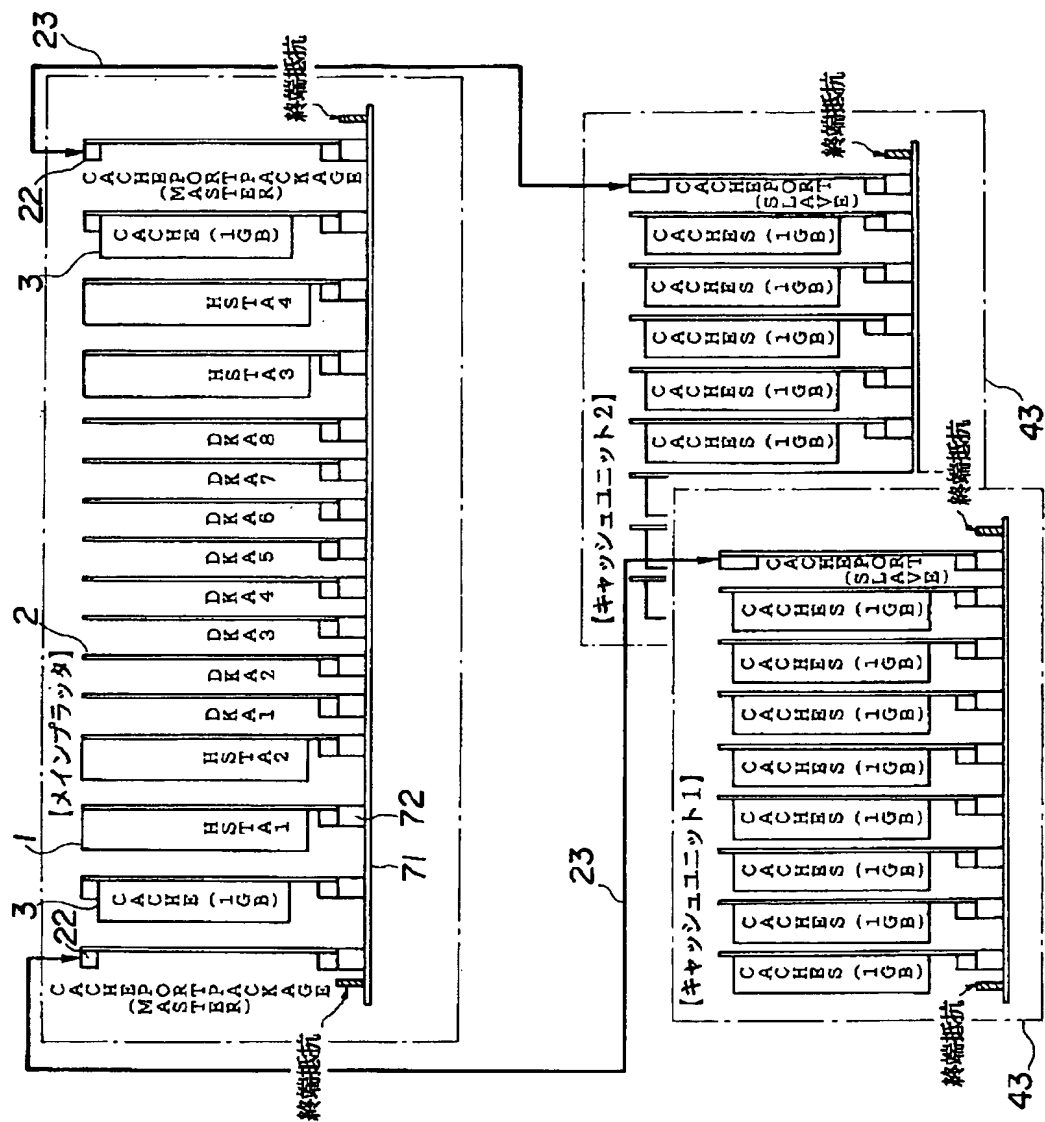 23
終端抵抗
22
CACHE PORT PACKAGE
(MASTER)
3
CACHE (1GB)
HSTA4
HSTA3
DKA8
DKA7
DKA6
DKA5
DKA4
DKA3
2
DKA2
DKA1
【メインプラッタ】
HSTA2
1
HSTA1
72
71
3
CACHE (1GB)
22
CACHE PORT PACKAGE
(MASTER)
終端抵抗
終端抵抗
CACHE PORT
(SLAVE)
CACHES (1GB)
CACHES (1GB)
CACHES (1GB)
CACHES (1GB)
CACHES (1GB)
【キャッシュユニット2】
43
23
終端抵抗
CACHE PORT
(SLAVE)
CACHES (1GB)
CACHES (1GB)
CACHES (1GB)
CACHES (1GB)
CACHES (1GB)
CACHES (1GB)
CACHES (1GB)
CACHES (1GB)
【キャッシュユニット1】
終端抵抗
43